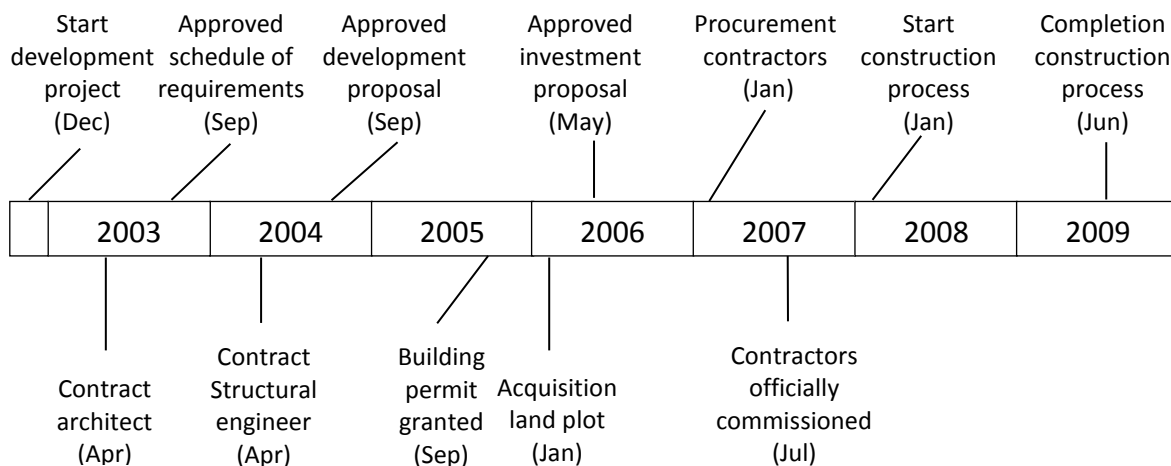 Start
development
project
(Dec)
Approved
schedule of
requirements
(Sep)
Approved
development
proposal
(Sep)
Approved
investment
proposal
(May)
Procurement
contractors
(Jan)
Start
construction
process
(Jan)
Completion
construction
process
(Jun)
2003 2004 2005 2006 2007 2008 2009
Contract
architect
(Apr)
Contract
Structural
engineer
(Apr)
Building
permit
granted
(Sep)
Acquisition
land plot
(Jan)
Contractors
officially
commissioned
(Jul)